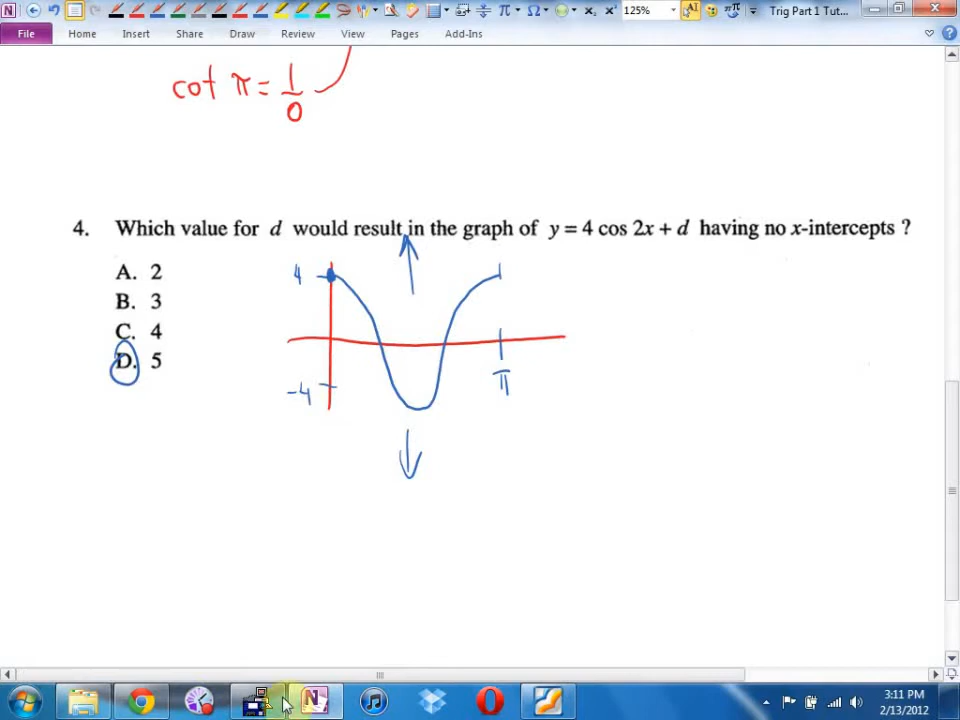 125%
Trig Part 1 Tut...
File Home Insert Share Draw Review View Pages Add-Ins
cot π = 1/0
4. Which value for d would result in the graph of y = 4 cos 2x + d having no x-intercepts ?
A. 2
B. 3
C. 4
D. 5
4
-4
π
3:11 PM
2/13/2012